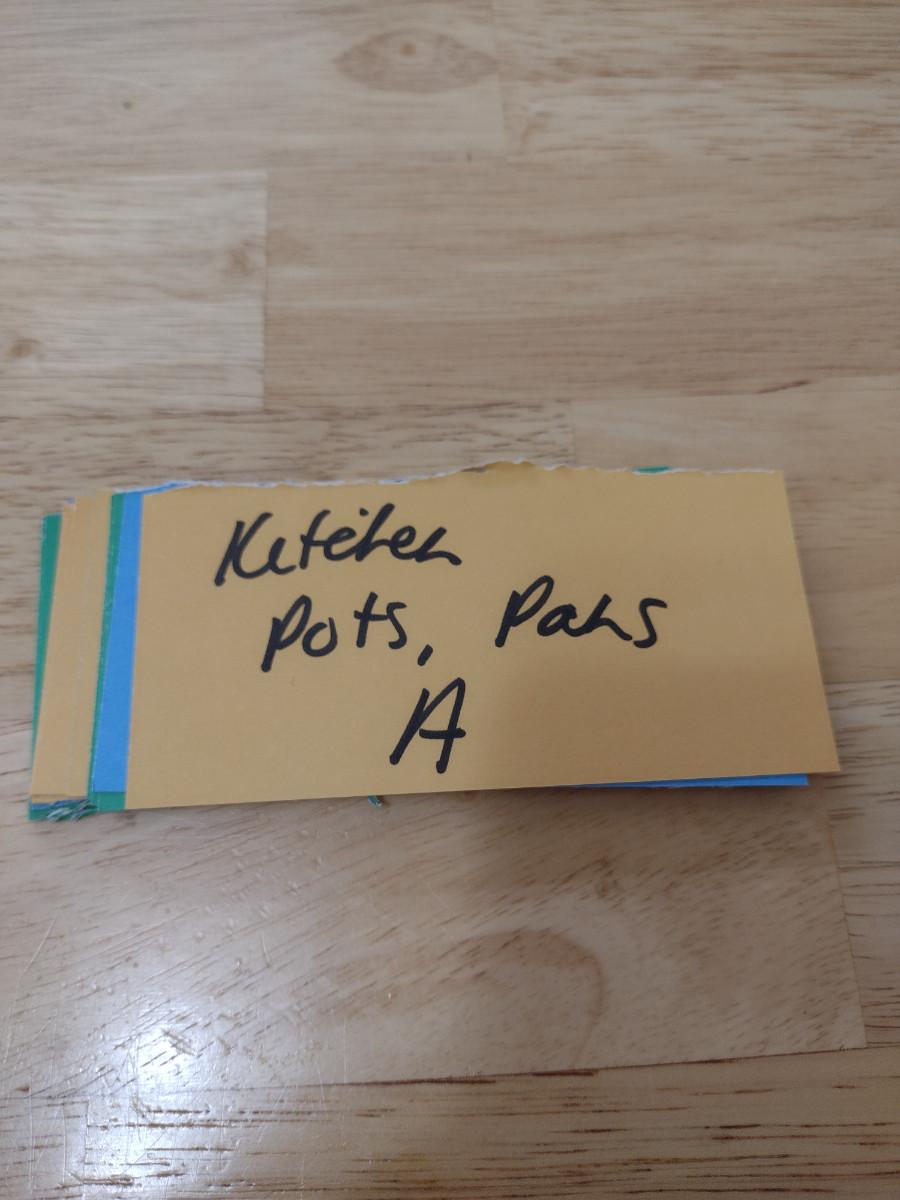 Kitchen
Pots, Pans
A